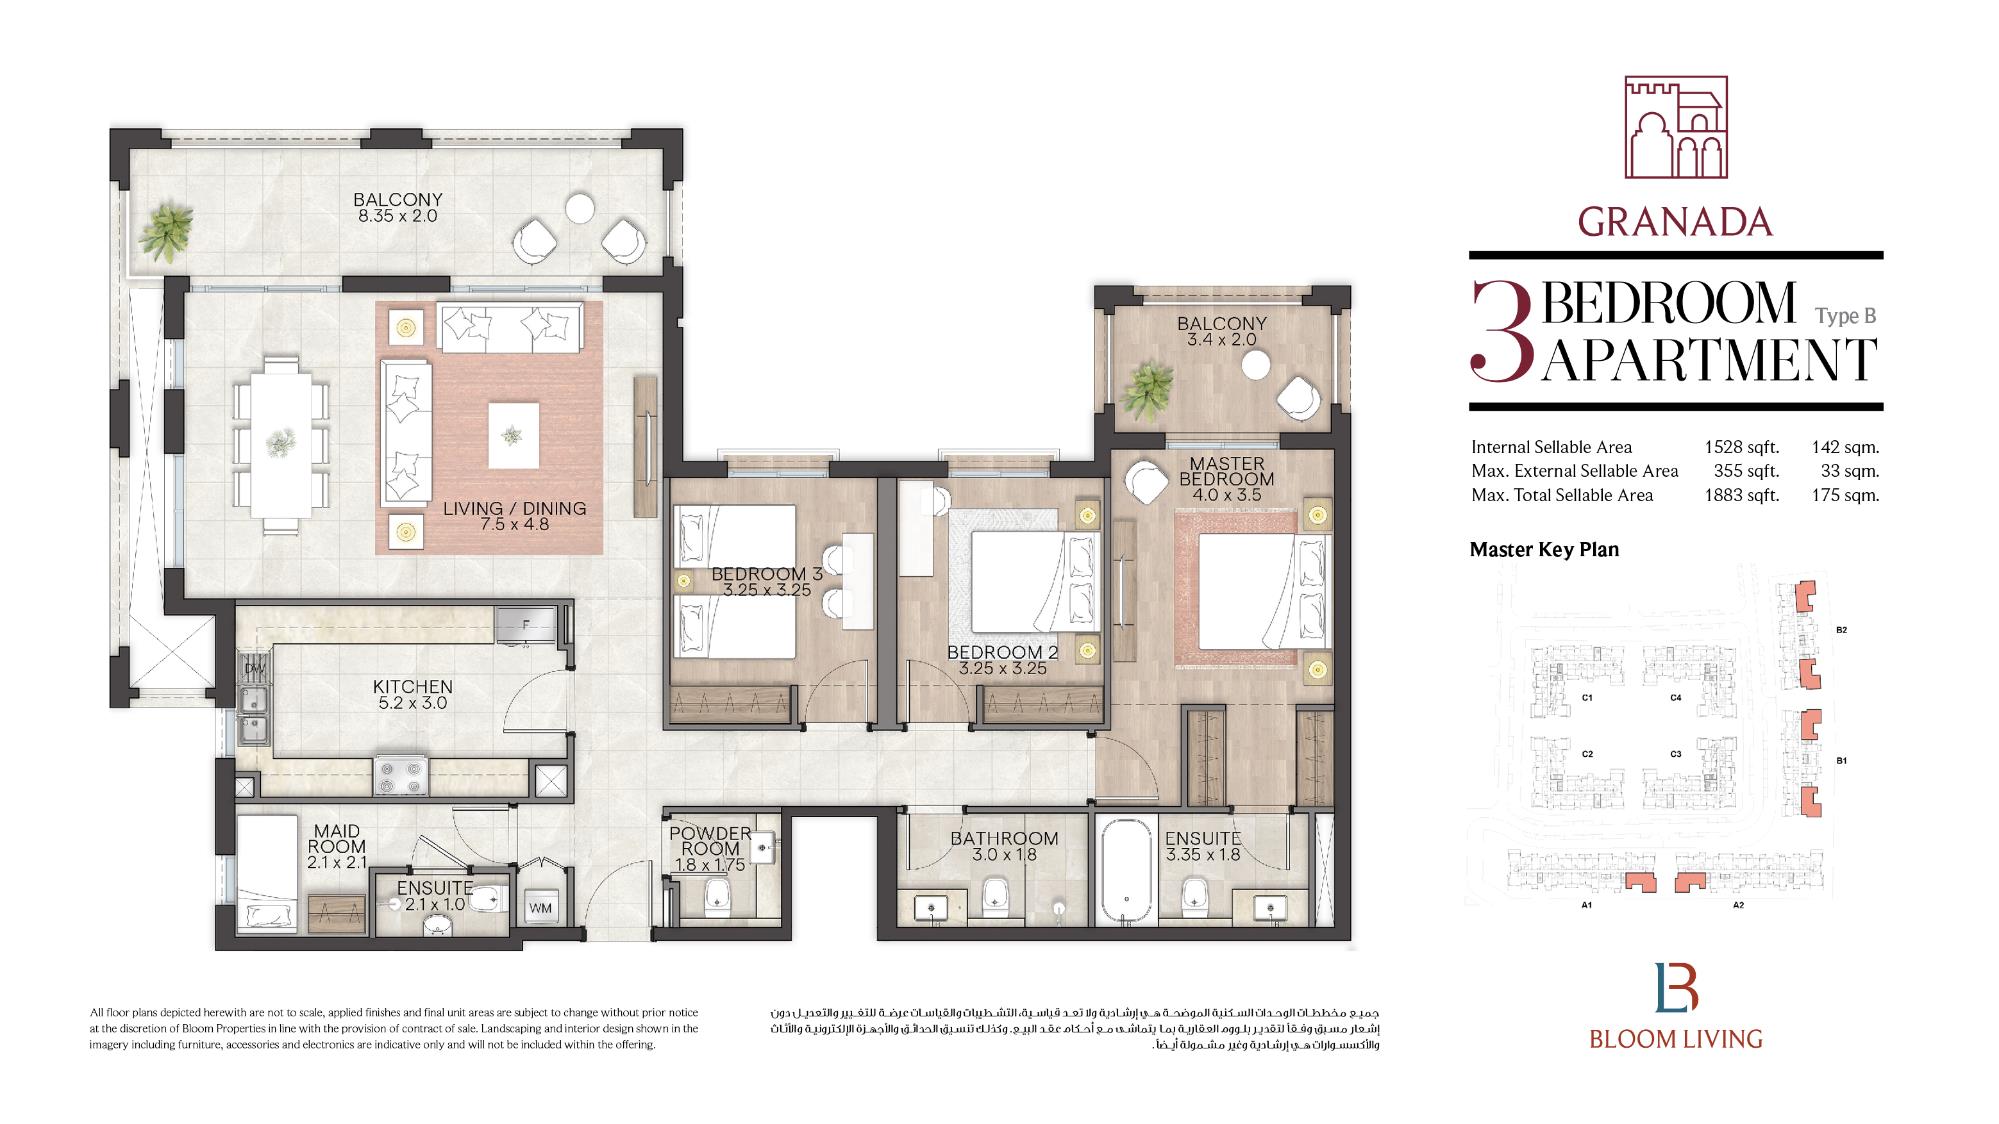 BALCONY
8.35 x 2.0
LIVING / DINING
7.5 x 4.8
BALCONY
3.4 x 2.0
MASTER
BEDROOM
4.0 x 3.5
BEDROOM 3
3.25 x 3.25
BEDROOM 2
3.25 x 3.25
F
DW
KITCHEN
5.2 x 3.0
MAID
ROOM
2.1 x 2.1
ENSUITE
2.1 x 1.0
WM
POWDER
ROOM
1.8 x 1.75
BATHROOM
3.0 x 1.8
ENSUITE
3.35 x 1.8
GRANADA
3 BEDROOM
APARTMENT
Type B
Internal Sellable Area 1528 sqft. 142 sqm.
Max. External Sellable Area 355 sqft. 33 sqm.
Max. Total Sellable Area 1883 sqft. 175 sqm.
Master Key Plan
B2
C1
C4
C2
C3
B1
A1
A2
LB
BLOOM LIVING
All floor plans depicted herewith are not to scale, applied finishes and final unit areas are subject to change without prior notice
at the discretion of Bloom Properties in line with the provision of contract of sale. Landscaping and interior design shown in the
imagery including furniture, accessories and electronics are indicative only and will not be included within the offering.
جميع مخططات الوحدات السكنية الموضحة هي إرشادية ولا تعد قياسية، التشطيبات والقياسات عرضة للتغيير والتعديل دون
إشعار مسبق وفقاً لتقدير بلووم العقارية بما يتماشى مع أحكام عقد البيع. وكذلك تنسيق الحدائق والأجهزة الإلكترونية والأثاث
والأكسسوارات هي إرشادية وغير مشمولة أيضاً.